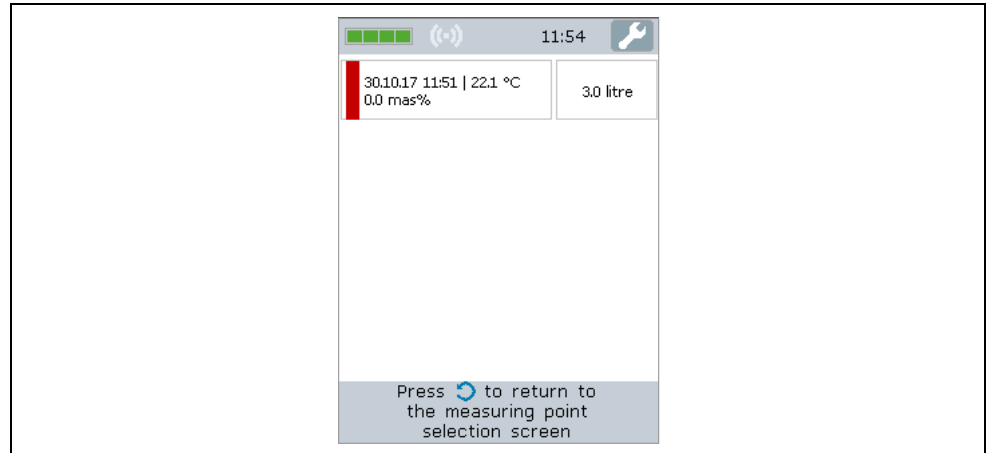 11:54
30.10.17 11:51 | 22.1 °C
0.0 mas%
3.0 litre
Press to return to
the measuring point
selection screen